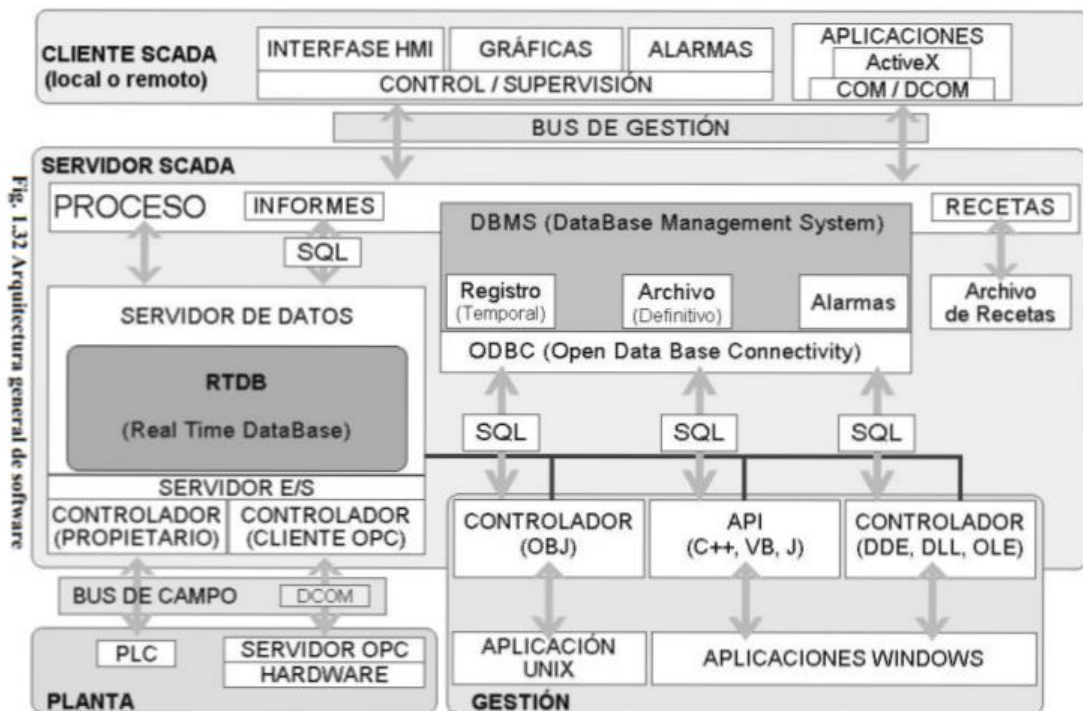 CLIENTE SCADA
(local o remoto)
INTERFASE HMI
GRÁFICAS
ALARMAS
CONTROL / SUPERVISIÓN
APLICACIONES
ActiveX
COM / DCOM
BUS DE GESTIÓN
SERVIDOR SCADA
PROCESO
INFORMES
SQL
RECETAS
DBMS (DataBase Management System)
Registro
(Temporal)
Archivo
(Definitivo)
Alarmas
ODBC (Open Data Base Connectivity)
Archivo
de Recetas
SERVIDOR DE DATOS
RTDB
(Real Time DataBase)
SQL
SQL
SQL
SERVIDOR E/S
CONTROLADOR
(PROPIETARIO)
CONTROLADOR
(CLIENTE OPC)
CONTROLADOR
(OBJ)
API
(C++, VB, J)
CONTROLADOR
(DDE, DLL, OLE)
BUS DE CAMPO
DCOM
PLC
SERVIDOR OPC
HARDWARE
PLANTA
APLICACIÓN
UNIX
APLICACIONES WINDOWS
GESTIÓN
Fig. 1.32 Arquitectura general de software